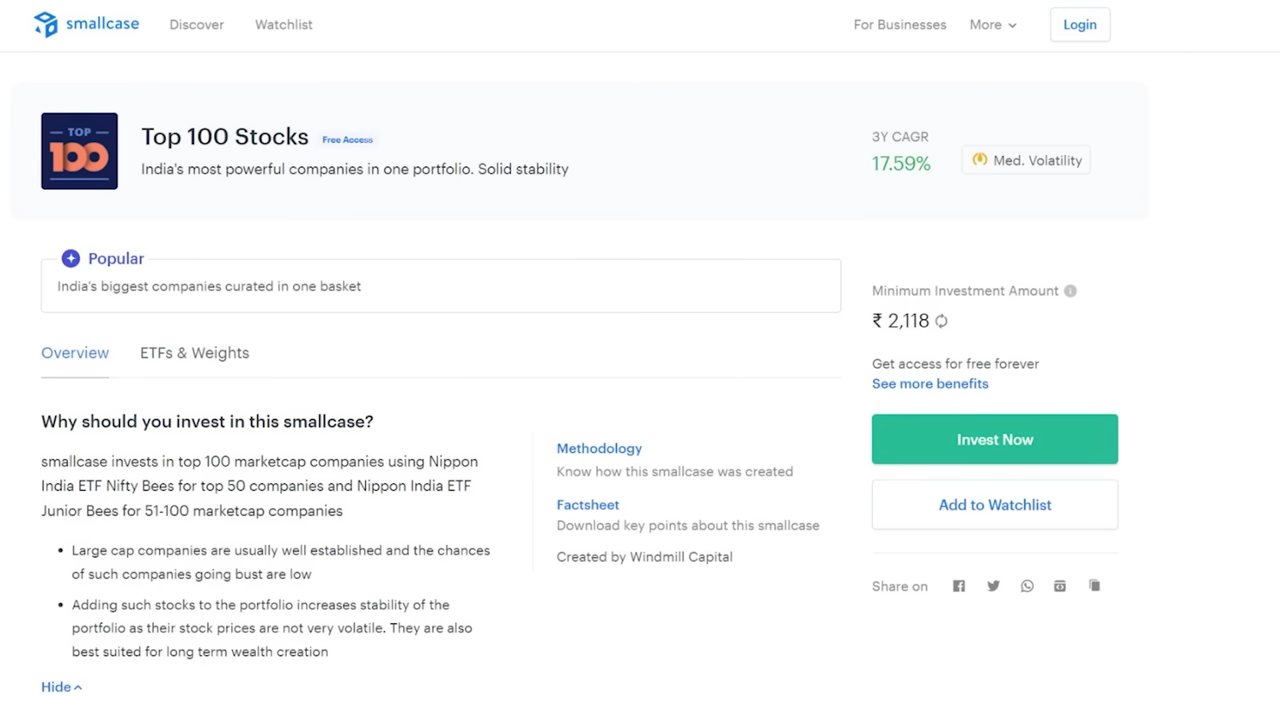 smallcase
Discover
Watchlist
For Businesses
More
Login
TOP
100
Top 100 Stocks
Free Access
India's most powerful companies in one portfolio. Solid stability
3Y CAGR
17.59%
Med. Volatility
Popular
India's biggest companies curated in one basket
Minimum Investment Amount
₹ 2,118
Get access for free forever
See more benefits
Invest Now
Add to Watchlist
Share on
Overview
ETFs & Weights
Why should you invest in this smallcase?
smallcase invests in top 100 marketcap companies using Nippon
India ETF Nifty Bees for top 50 companies and Nippon India ETF
Junior Bees for 51-100 marketcap companies
• Large cap companies are usually well established and the chances
of such companies going bust are low
• Adding such stocks to the portfolio increases stability of the
portfolio as their stock prices are not very volatile. They are also
best suited for long term wealth creation
Hide
Methodology
Know how this smallcase was created
Factsheet
Download key points about this smallcase
Created by Windmill Capital